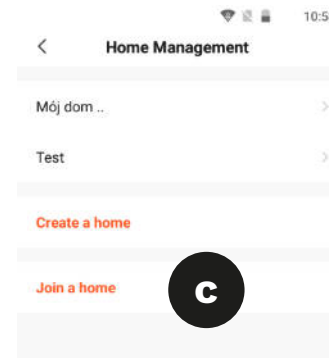 10:5
Home Management
Mój dom ..
Test
Create a home
Join a home
C